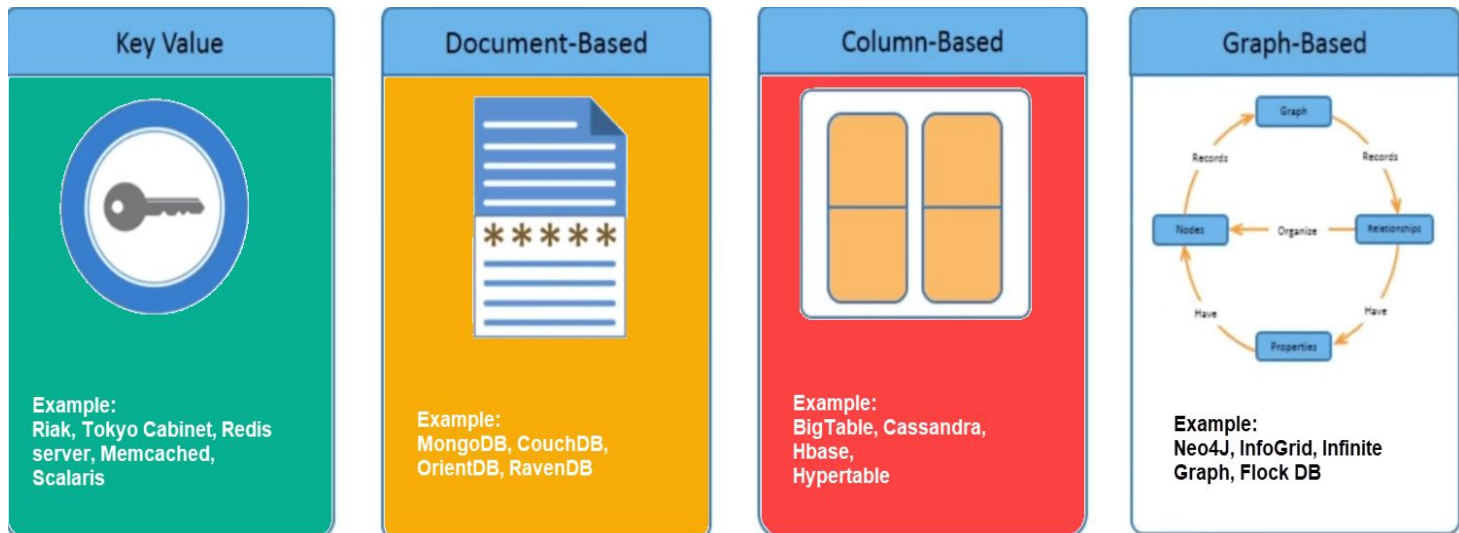 Key Value
Example:
Riak, Tokyo Cabinet, Redis
server, Memcached,
Scalaris
Document-Based
*****
Example:
MongoDB, CouchDB,
OrientDB, RavenDB
Column-Based
Example:
BigTable, Cassandra,
Hbase,
Hypertable
Graph-Based
Graph
Records
Records
Nodes
Organize
Relationships
Have
Have
Properties
Example:
Neo4J, InfoGrid, Infinite
Graph, Flock DB